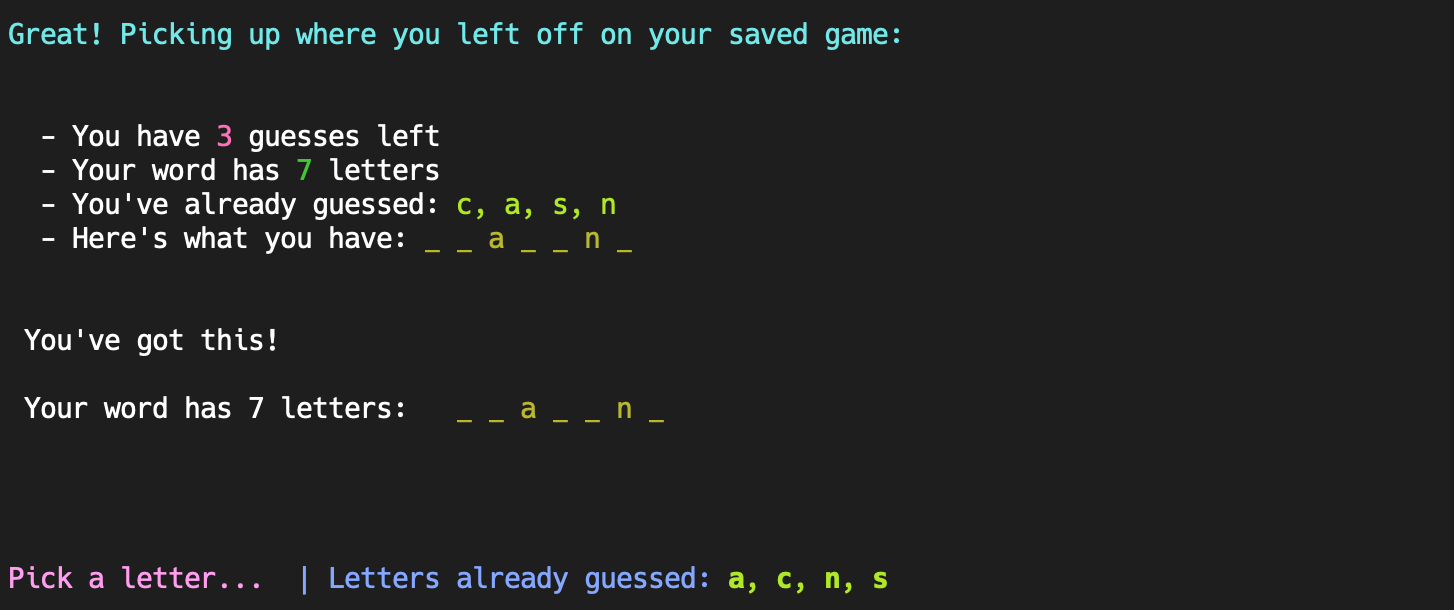 Great! Picking up where you left off on your saved game:
- You have 3 guesses left
- Your word has 7 letters
- You've already guessed: c, a, s, n
- Here's what you have: _ _ a _ _ n _
You've got this!
Your word has 7 letters: _ _ a _ _ n _
Pick a letter... | Letters already guessed: a, c, n, s